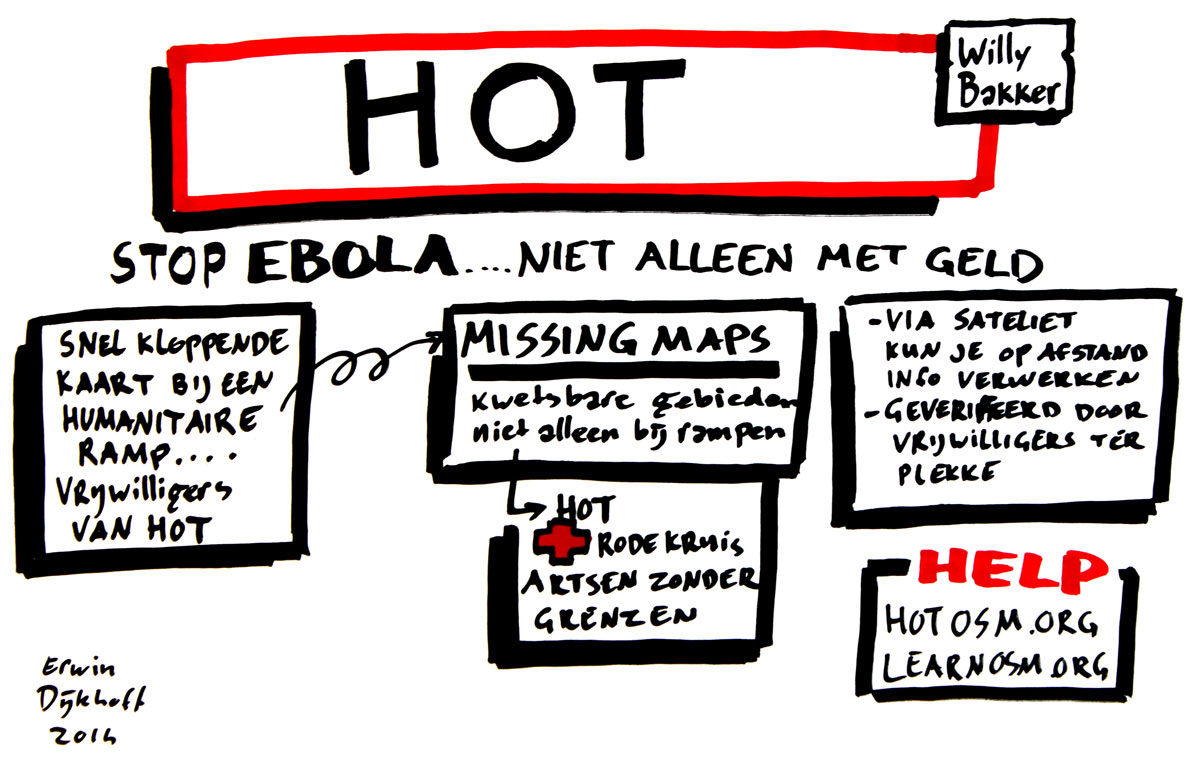 HOT
Willy
Bakker
STOP EBOLA....NIET ALLEEN MET GELD
SNEL KLOPPENDE
KAART BIJ EEN
HUMANITAIRE
RAMP....
VRIJWILLIGERS
VAN HOT
MISSING MAPS
kwetsbare gebieden
niet alleen bij rampen
HOT
RODE KRUIS
ARTSEN ZONDER
GRENZEN
-VIA SATELIET
KUN JE OP AFSTAND
INFO VERWERKEN
-GEVERIFEERD DOOR
VRIJWILLIGERS TER
PLEKKE
HELP
HOTOSM.ORG
LEARNOSM.ORG
Erwin
Dijkhoff
2014